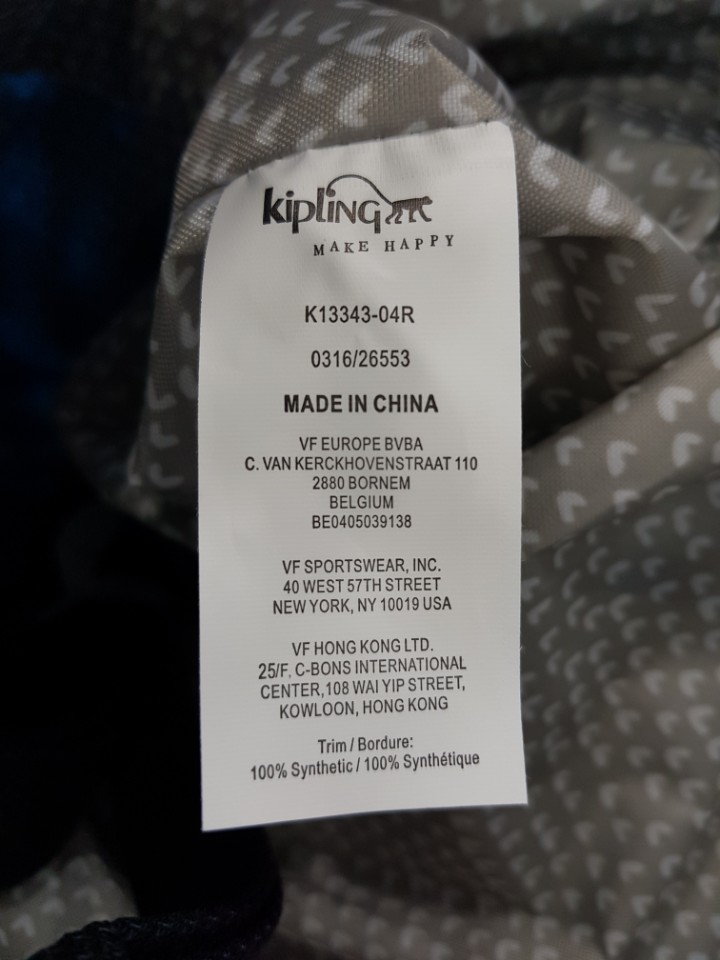 kipling
MAKE HAPPY
K13343-04R
0316/26553
MADE IN CHINA
VF EUROPE BVBA
C. VAN KERCKHOVENSTRAAT 110
2880 BORNEM
BELGIUM
BE0405039138
VF SPORTSWEAR, INC.
40 WEST 57TH STREET
NEW YORK, NY 10019 USA
VF HONG KONG LTD.
25/F, C-BONS INTERNATIONAL
CENTER,108 WAI YIP STREET,
KOWLOON, HONG KONG
Trim / Bordure:
100% Synthetic / 100% Synthétique